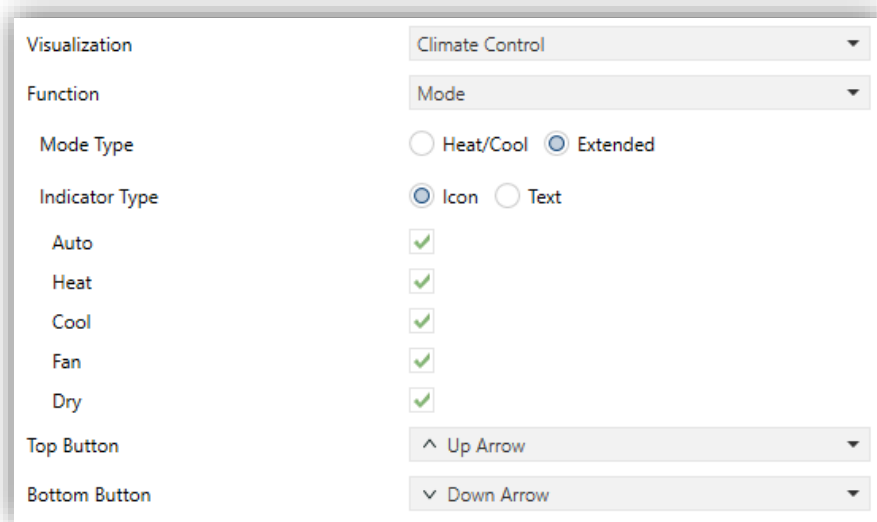 Visualization Climate Control
Function Mode
Mode Type Heat/Cool Extended
Indicator Type Icon Text
Auto
Heat
Cool
Fan
Dry
Top Button Up Arrow
Bottom Button Down Arrow